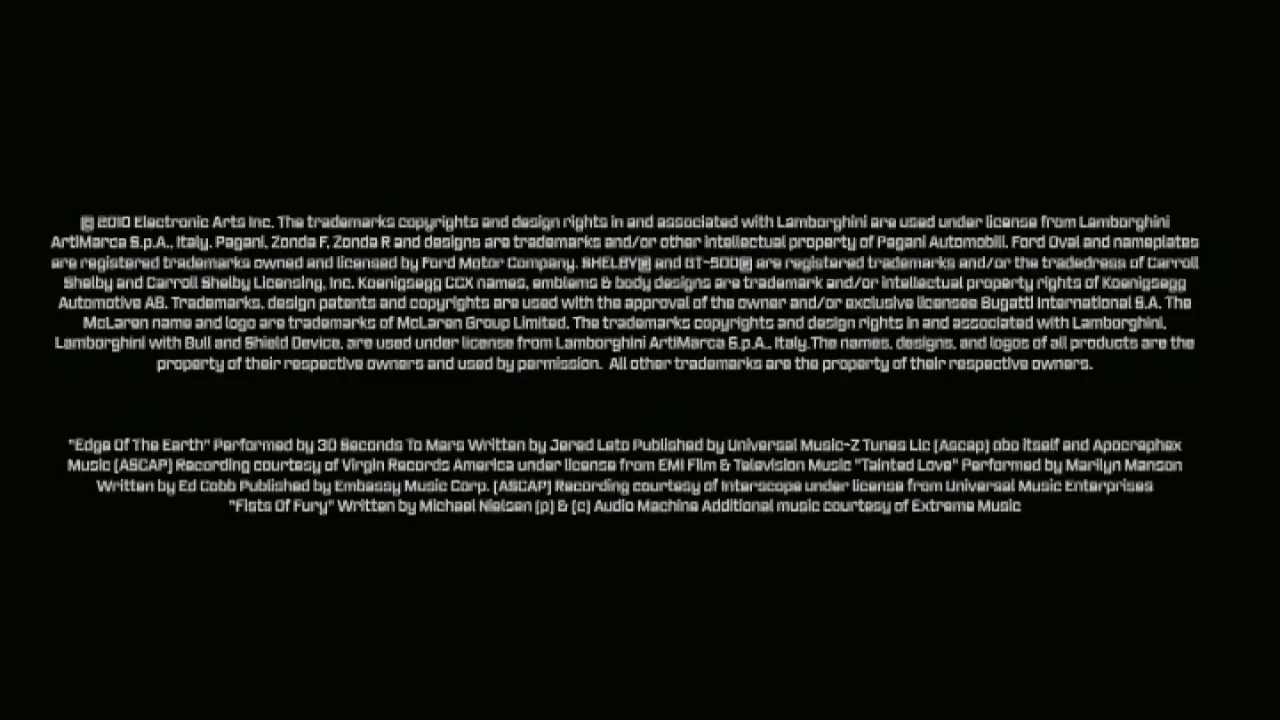 © 2010 Electronic Arts Inc. The trademarks copyrights and design rights in and associated with Lamborghini are used under license from Lamborghini
ArtiMarca S.p.A., Italy. Pagani, Zonda F, Zonda R and designs are trademarks and/or other intellectual property of Pagani Automobili. Ford Oval and nameplates
are registered trademarks owned and licensed by Ford Motor Company. SHELBY® and GT-500® are registered trademarks and/or the tradedress of Carroll
Shelby and Carroll Shelby Licensing, Inc. Koenigsegg CCX names, emblems & body designs are trademark and/or intellectual property rights of Koenigsegg
Automotive AB. Trademarks, design patents and copyrights are used with the approval of the owner and/or exclusive licensee Bugatti International S.A. The
McLaren name and logo are trademarks of McLaren Group Limited. The trademarks copyrights and design rights in and associated with Lamborghini,
Lamborghini with Bull and Shield Device, are used under license from Lamborghini ArtiMarca S.p.A., Italy.The names, designs, and logos of all products are the
property of their respective owners and used by permission. All other trademarks are the property of their respective owners.
"Edge Of The Earth" Performed by 30 Seconds To Mars Written by Jared Leto Published by Universal Music-Z Tunes Llc (Ascap) obo itself and Apocraphex
Music (ASCAP) Recording courtesy of Virgin Records America under license from EMI Film & Television Music "Tainted Love" Performed by Marilyn Manson
Written by Ed Cobb Published by Embassy Music Corp. (ASCAP) Recording courtesy of Interscope under license from Universal Music Enterprises
"Fists Of Fury" Written by Michael Nielsen (p) & (c) Audio Machine Additional music courtesy of Extreme Music